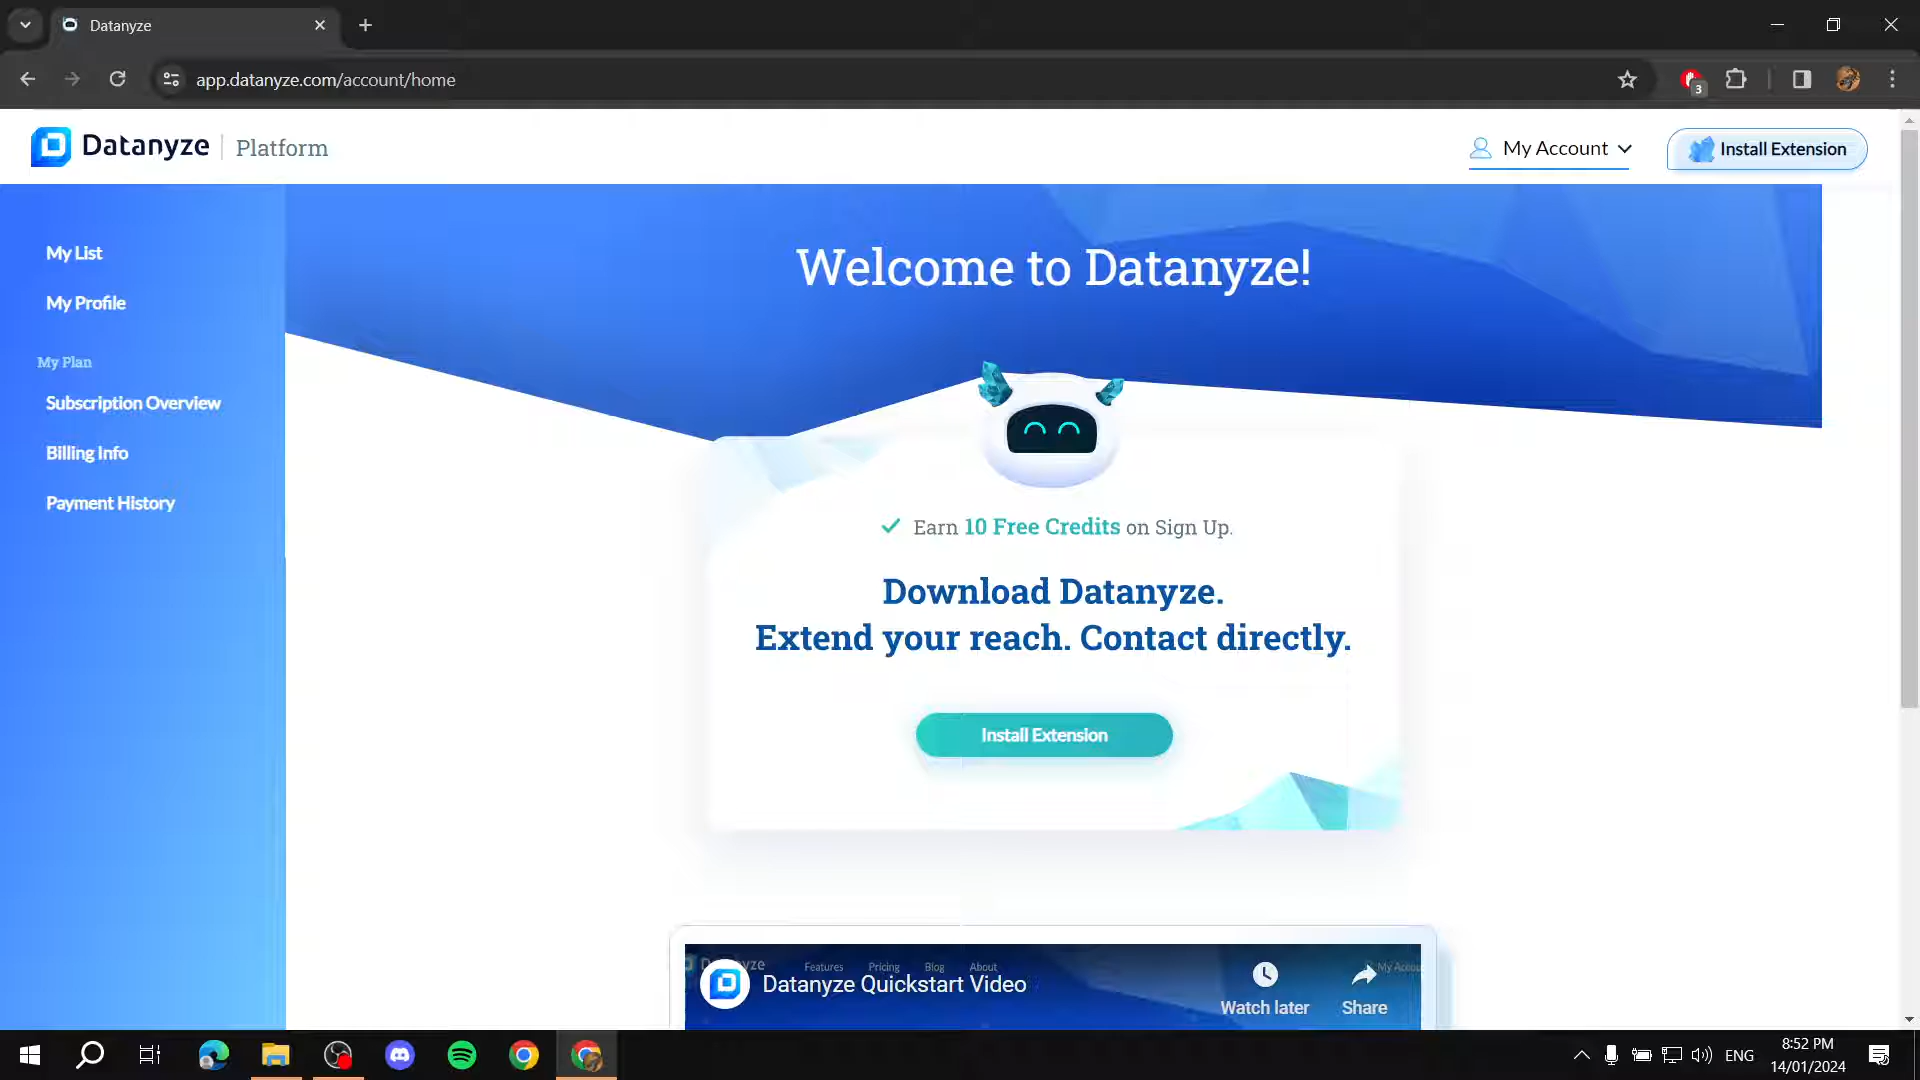 Datanyze
app.datanyze.com/account/home
3
Datanyze | Platform
My Account
Install Extension
My List
My Profile
My Plan
Subscription Overview
Billing Info
Payment History
Welcome to Datanyze!
Earn 10 Free Credits on Sign Up.
Download Datanyze.
Extend your reach. Contact directly.
Install Extension
Features Pricing Blog About
Datanyze Quickstart Video
Watch later
Share
ENG
8:52 PM
14/01/2024